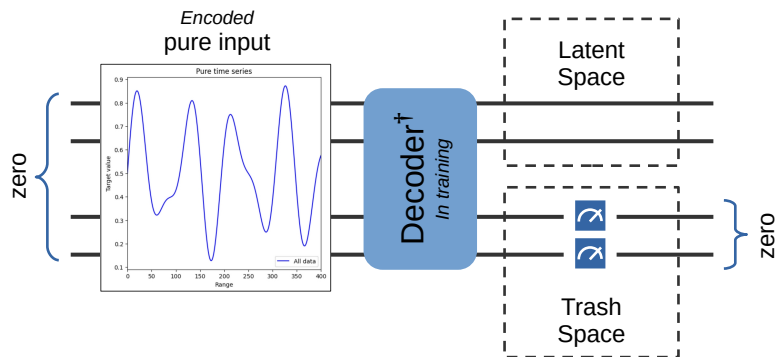 Encoded
pure input
Pure time series
0.9
0.8
0.7
0.6
0.5
0.4
0.3
0.2
0.1
Target value
0 50 100 150 200 250 300 350 400
Range
All data
zero
Decoder†
In training
Latent
Space
Trash
Space
zero